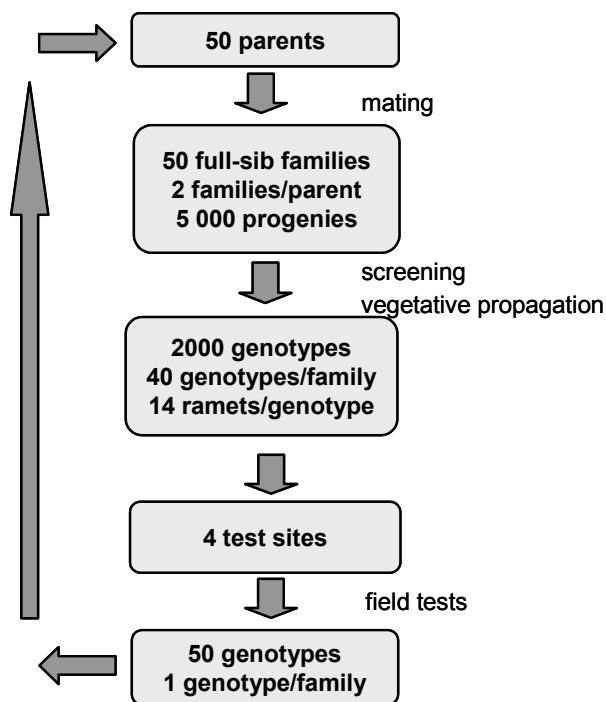 50 parents
mating
50 full-sib families
2 families/parent
5 000 progenies
screening
vegetative propagation
2000 genotypes
40 genotypes/family
14 ramets/genotype
4 test sites
field tests
50 genotypes
1 genotype/family